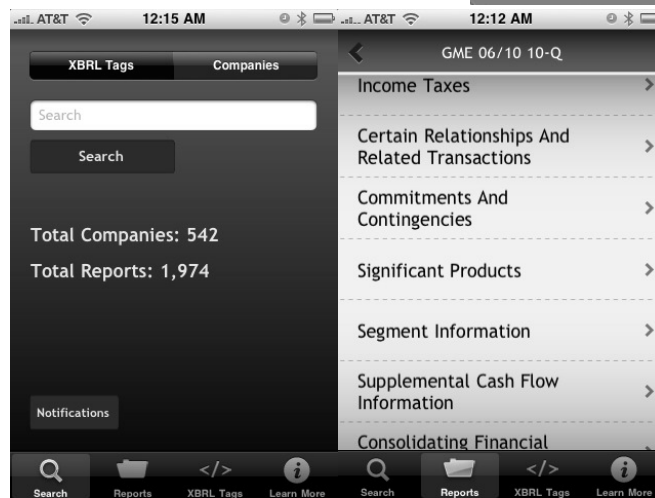 AT&T 12:15 AM
XBRL Tags Companies
Search
Search
Total Companies: 542
Total Reports: 1,974
Notifications
Search Reports XBRL Tags Learn More
AT&T 12:12 AM
GME 06/10 10-Q
Income Taxes
Certain Relationships And
Related Transactions
Commitments And
Contingencies
Significant Products
Segment Information
Supplemental Cash Flow
Information
Consolidating Financial
Search Reports XBRL Tags Learn More